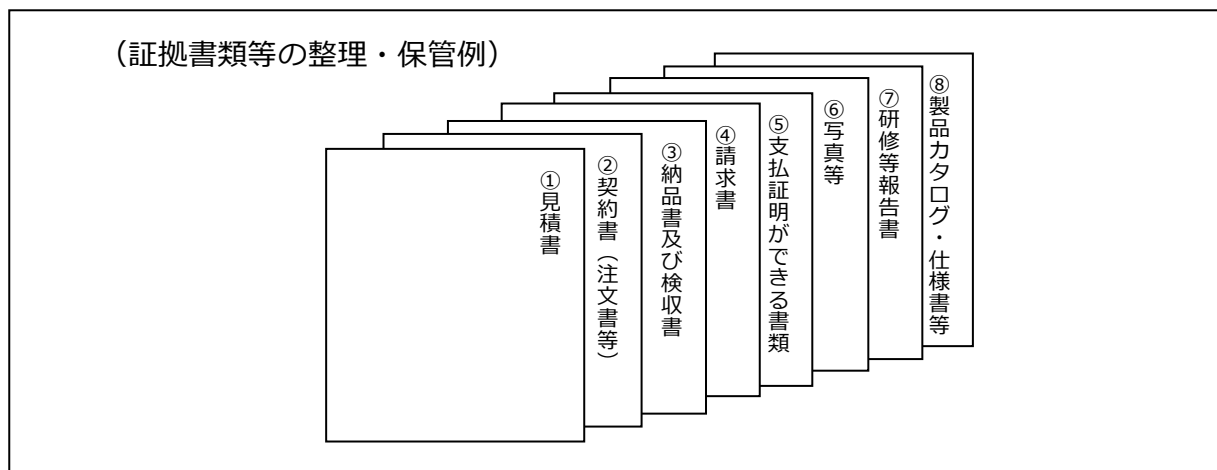 （証拠書類等の整理・保管例）
①見積書
②契約書（注文書等）
③納品書及び検収書
④請求書
⑤支払証明ができる書類
⑥写真等
⑦研修等報告書
⑧製品カタログ・仕様書等